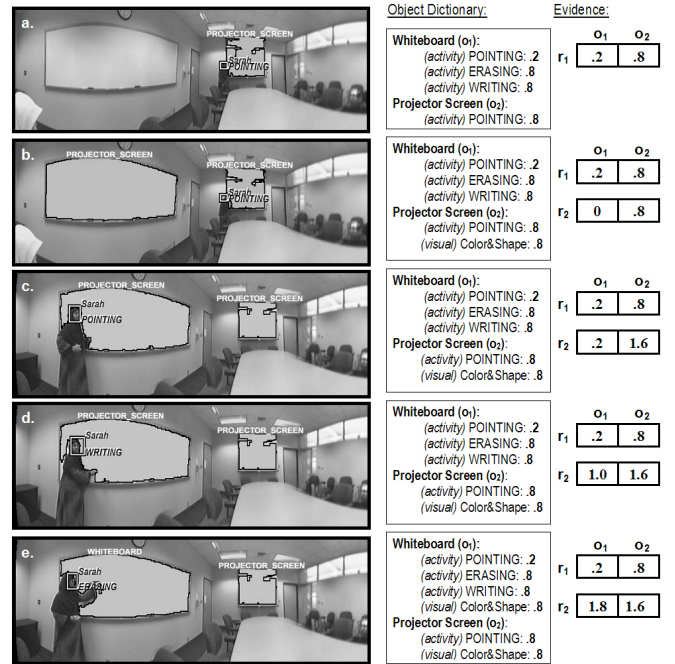 Object Dictionary:
Evidence:
a.
PROJECTOR_SCREEN
Sarah
POINTING
Whiteboard (o1):
(activity) POINTING: .2
(activity) ERASING: .8
(activity) WRITING: .8
Projector Screen (o2):
(activity) POINTING: .8
O1 O2
r1 .2 .8
b.
PROJECTOR_SCREEN
PROJECTOR_SCREEN
Sarah
POINTING
Whiteboard (o1):
(activity) POINTING: .2
(activity) ERASING: .8
(activity) WRITING: .8
Projector Screen (o2):
(activity) POINTING: .8
(visual) Color&Shape: .8
O1 O2
r1 .2 .8
r2 0 .8
c.
PROJECTOR_SCREEN
PROJECTOR_SCREEN
Sarah
POINTING
Whiteboard (o1):
(activity) POINTING: .2
(activity) ERASING: .8
(activity) WRITING: .8
Projector Screen (o2):
(activity) POINTING: .8
(visual) Color&Shape: .8
O1 O2
r1 .2 .8
r2 .2 1.6
d.
PROJECTOR_SCREEN
PROJECTOR_SCREEN
Sarah
WRITING
Whiteboard (o1):
(activity) POINTING: .2
(activity) ERASING: .8
(activity) WRITING: .8
Projector Screen (o2):
(activity) POINTING: .8
(visual) Color&Shape: .8
O1 O2
r1 .2 .8
r2 1.0 1.6
e.
WHITEBOARD
PROJECTOR_SCREEN
Sarah
ERASING
Whiteboard (o1):
(activity) POINTING: .2
(activity) ERASING: .8
(activity) WRITING: .8
(visual) Color&Shape: .8
Projector Screen (o2):
(activity) POINTING: .8
(visual) Color&Shape: .8
O1 O2
r1 .2 .8
r2 1.8 1.6